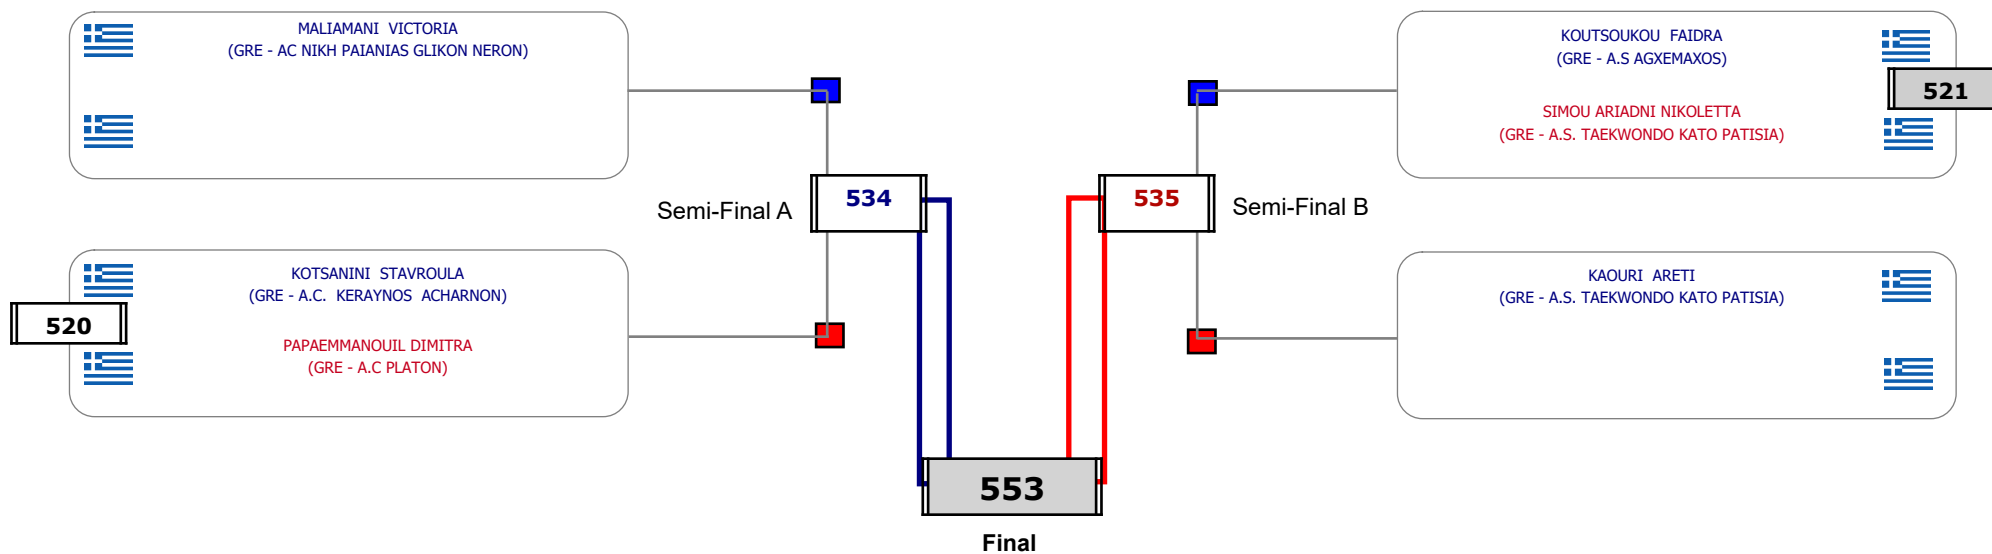 MALIAMANI VICTORIA
(GRE - AC NIKH PAIANIAS GLIKON NERON)
KOTSANINI STAVROULA
(GRE - A.C. KERAYNOS ACHARNON)
520
PAPAEMMANOUIL DIMITRA
(GRE - A.C PLATON)
Semi-Final A
534
535
Semi-Final B
KOUTSOUKOU FAIDRA
(GRE - A.S AGXEMAXOS)
521
SIMOU ARIADNI NIKOLETTA
(GRE - A.S. TAEKWONDO KATO PATISIA)
KAOURI ARETI
(GRE - A.S. TAEKWONDO KATO PATISIA)
553
Final